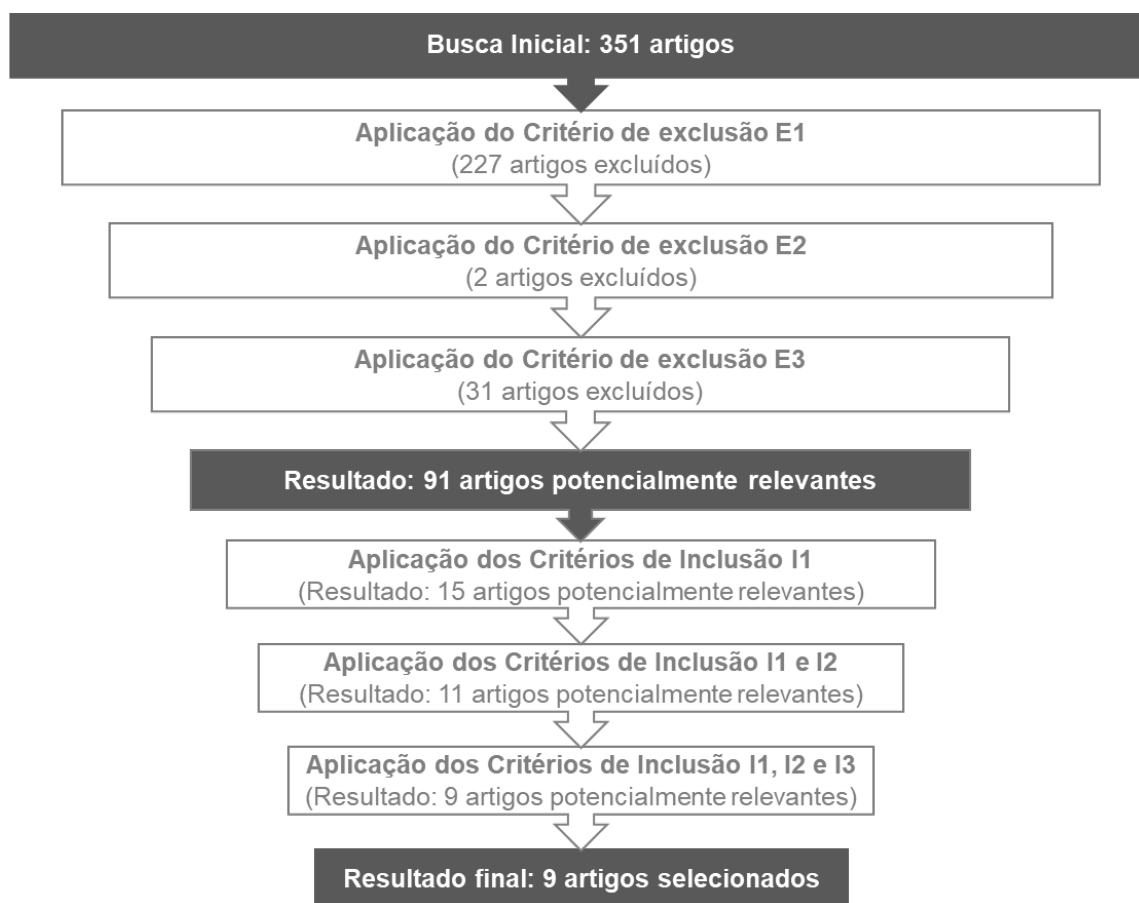 Busca Inicial: 351 artigos
Aplicação do Critério de exclusão E1
(227 artigos excluídos)
Aplicação do Critério de exclusão E2
(2 artigos excluídos)
Aplicação do Critério de exclusão E3
(31 artigos excluídos)
Resultado: 91 artigos potencialmente relevantes
Aplicação dos Critérios de Inclusão I1
(Resultado: 15 artigos potencialmente relevantes)
Aplicação dos Critérios de Inclusão I1 e I2
(Resultado: 11 artigos potencialmente relevantes)
Aplicação dos Critérios de Inclusão I1, I2 e I3
(Resultado: 9 artigos potencialmente relevantes)
Resultado final: 9 artigos selecionados